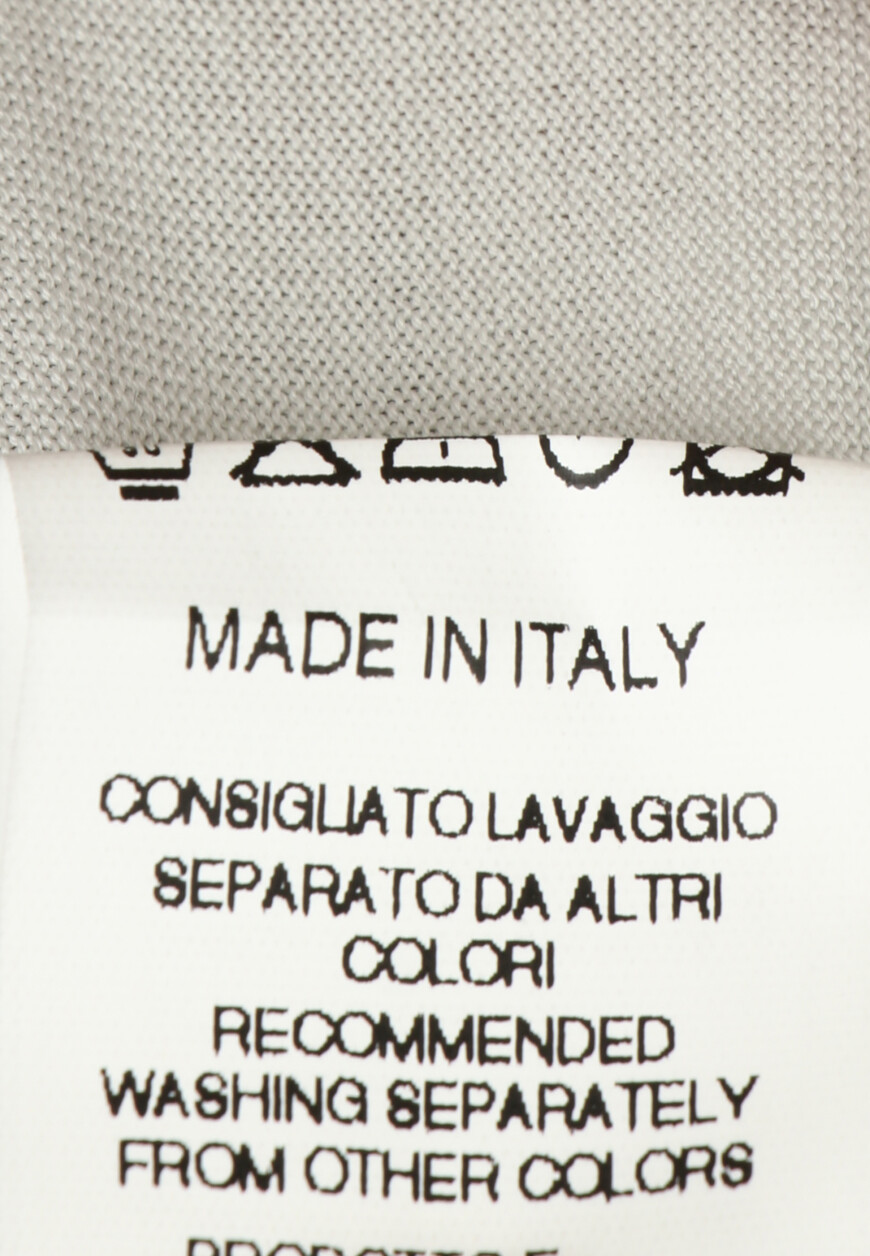 MADE IN ITALY
CONSIGLIATO LAVAGGIO
SEPARATO DA ALTRI
COLORI
RECOMMENDED
WASHING SEPARATELY
FROM OTHER COLORS